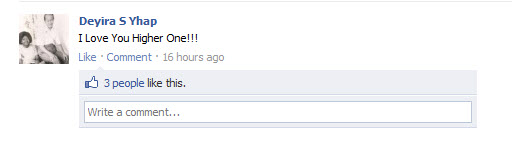 Deyira S Yhap
I Love You Higher One!!!
Like · Comment · 16 hours ago
3 people like this.
Write a comment...